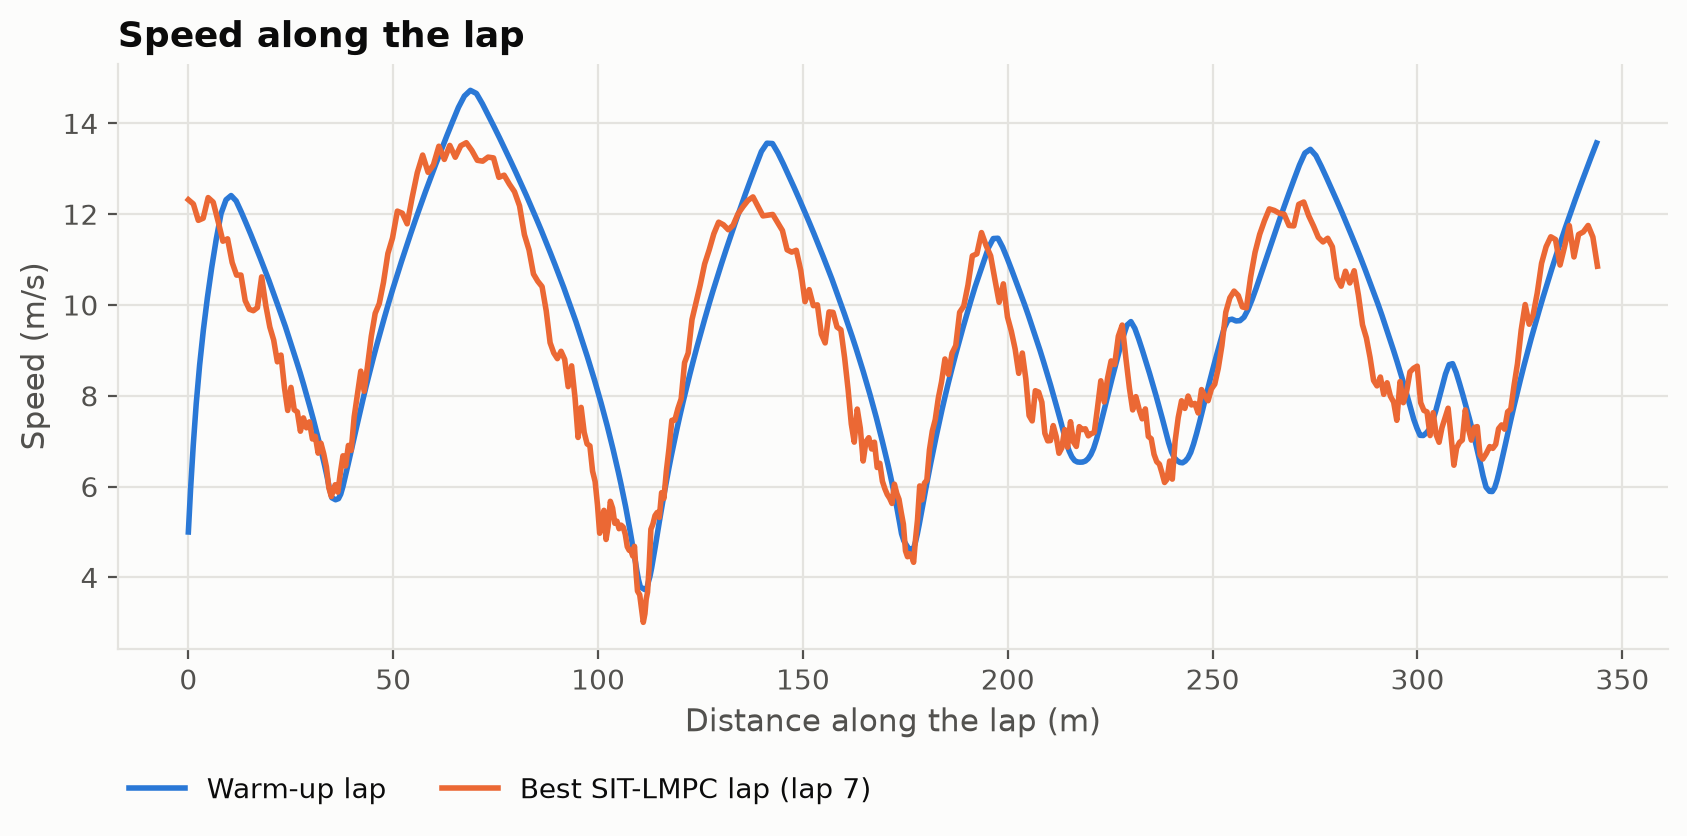 Speed along the lap
Speed (m/s)
14
12
10
8
6
4
0 50 100 150 200 250 300 350
Distance along the lap (m)
Warm-up lap Best SIT-LMPC lap (lap 7)